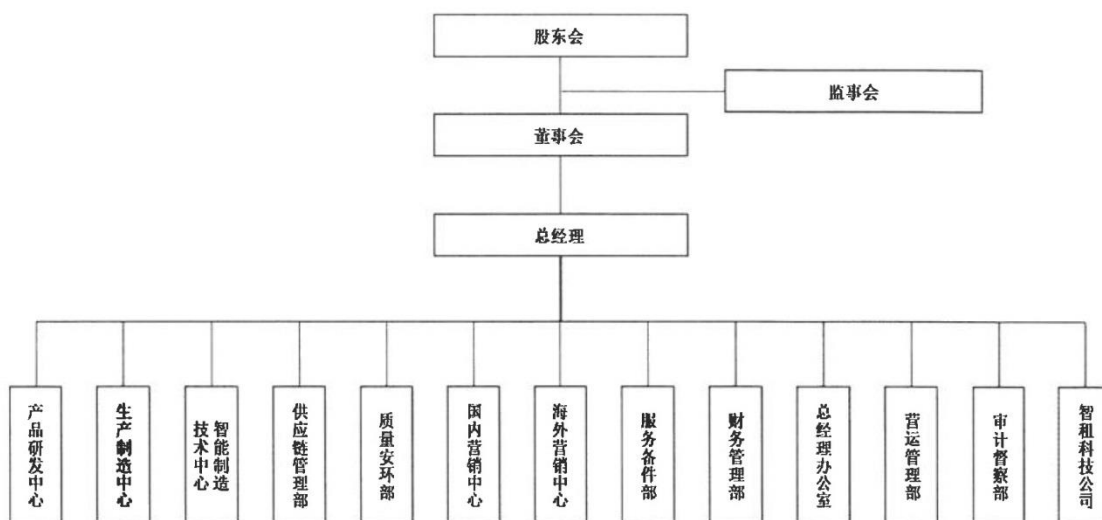 股东会
监事会
董事会
总经理
产品研发中心
生产制造中心
智能制造
技术中心
供应链管理部
质量安环部
国内营销中心
海外营销中心
服务备件部
财务管理部
总经理办公室
营运管理部
审计督察部
智租科技公司